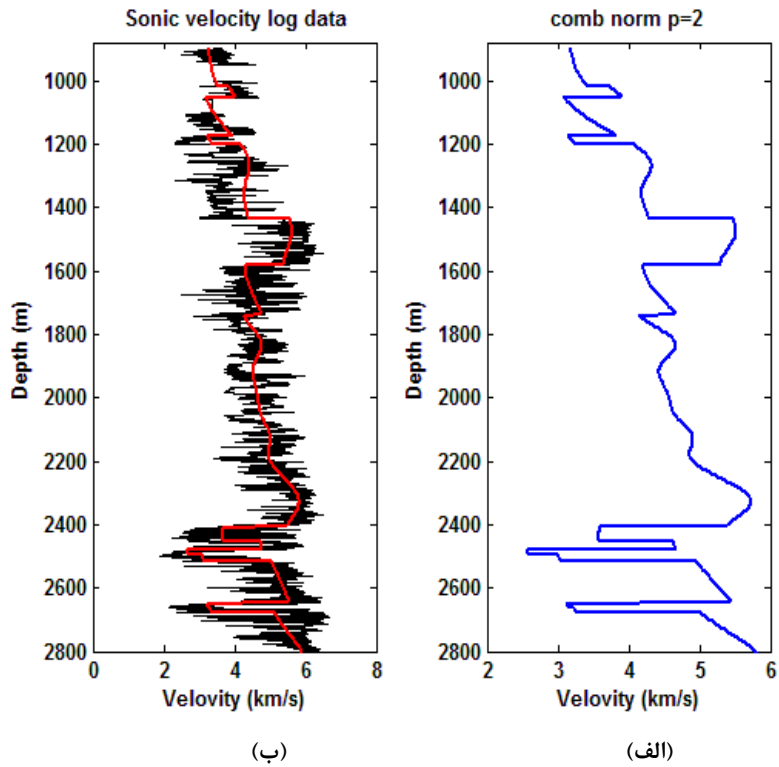 Sonic velocity log data
1000
1200
1400
1600
1800
2000
2200
2400
2600
2800
Depth (m)
0 2 4 6 8
Velovity (km/s)
(ب)
comb norm p=2
1000
1200
1400
1600
1800
2000
2200
2400
2600
2800
Depth (m)
2 3 4 5 6
Velovity (km/s)
(الف)